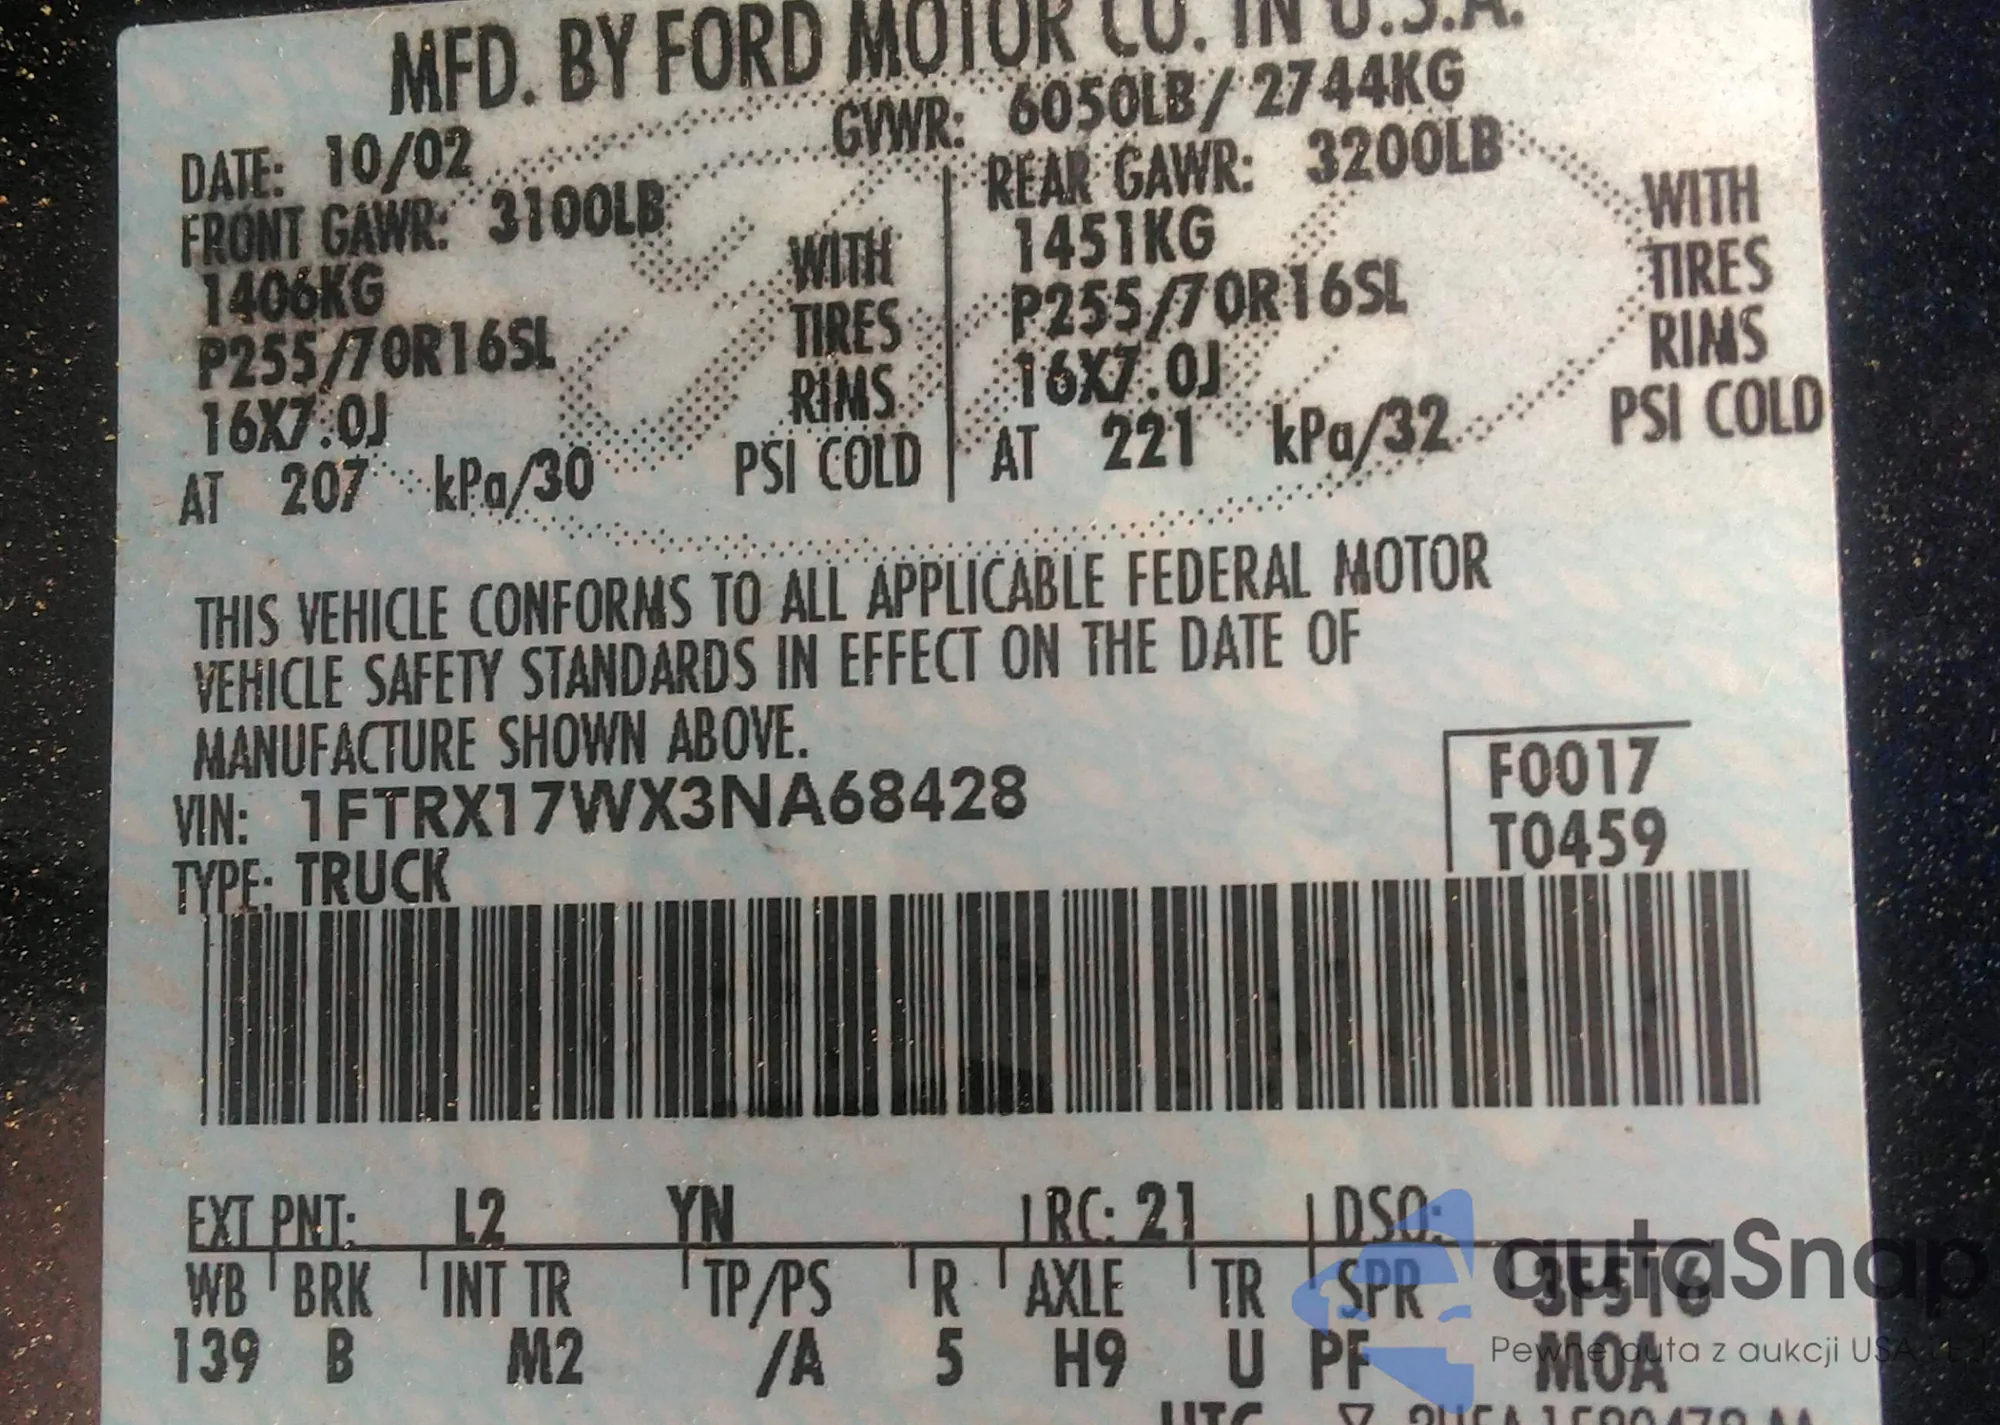 MFD. BY FORD MOTOR CO. IN U.S.A.
DATE: 10/02 GVWR: 6050LB/ 2744KG
FRONT GAWR: 3100LB REAR GAWR: 3200LB
1406KG WITH 1451KG WITH
P255/70R16SL TIRES P255/70R16SL TIRES
16X7.0J RIMS 16X7.0J RIMS
AT 207 kPa/30 PSI COLD AT 221 kPa/32 PSI COLD
THIS VEHICLE CONFORMS TO ALL APPLICABLE FEDERAL MOTOR
VEHICLE SAFETY STANDARDS IN EFFECT ON THE DATE OF
MANUFACTURE SHOWN ABOVE.
F0017
VIN: 1FTRX17WX3NA68428
T0459
TYPE: TRUCK
EXT PNT: L2 YN RC: 21 DSO:
WB BRK INT TR TP/PS R AXLE TR SPR 3F516
139 B M2 /A 5 H9 U PF M0A
UTC
autaSnap
Pewne auta z aukcji USA